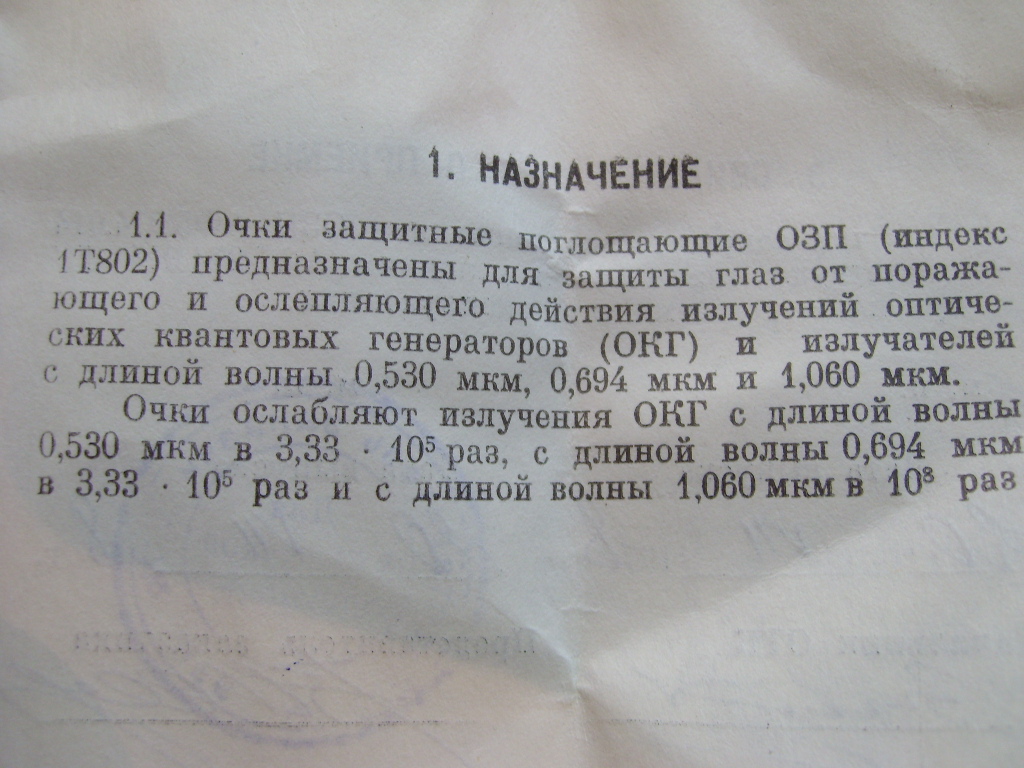 1. НАЗНАЧЕНИЕ
1.1. Очки защитные поглощающие ОЗП (индекс
1Т802) предназначены для защиты глаз от поража-
ющего и ослепляющего действия излучений оптиче-
ских квантовых генераторов (ОКГ) и излучателей
с длиной волны 0,530 мкм, 0,694 мкм и 1,060 мкм.
Очки ослабляют излучения ОКГ с длиной волны
0,530 мкм в 3,33 · 10⁵ раз, с длиной волны 0,694 мкм
в 3,33 · 10⁵ раз и с длиной волны 1,060 мкм в 10⁸ раз